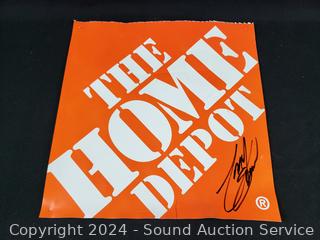 THE
HOME
DEPOT
®
Copyright 2024 - Sound Auction Service